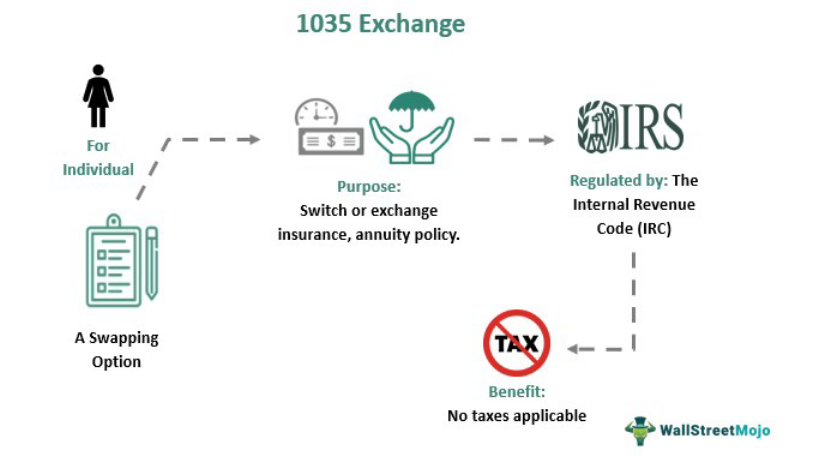 1035 Exchange
For
Individual
A Swapping
Option
$
Purpose:
Switch or exchange
insurance, annuity policy.
IRS
Regulated by: The
Internal Revenue
Code (IRC)
TAX
Benefit:
No taxes applicable
WallStreetMojo